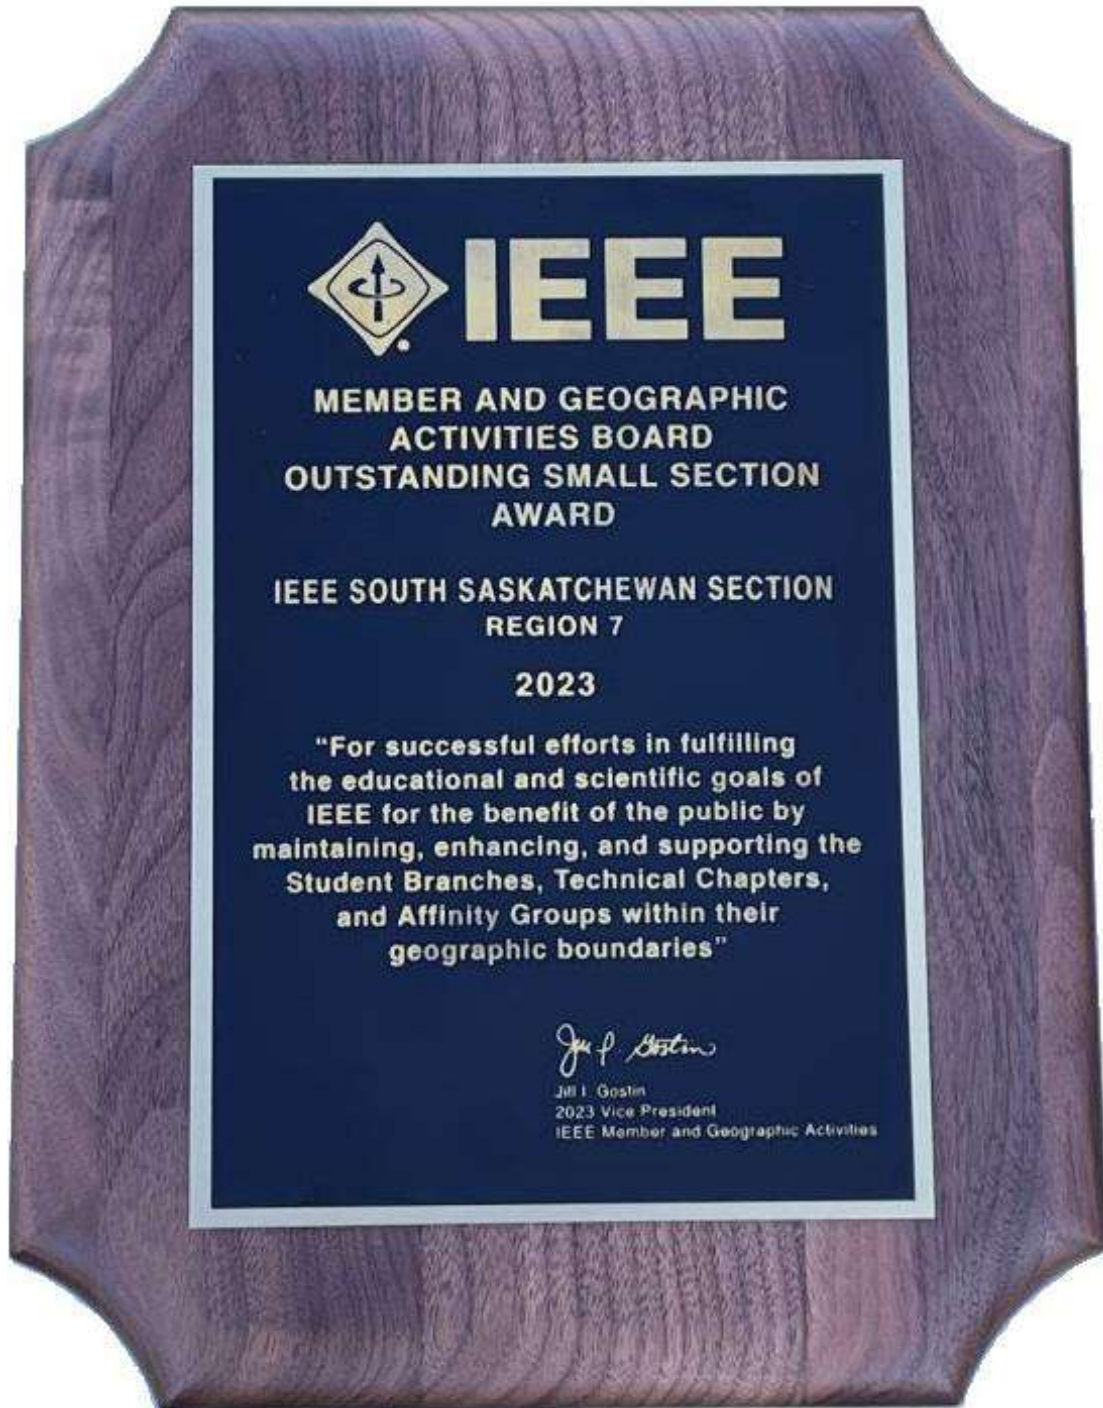 IEEE
MEMBER AND GEOGRAPHIC
ACTIVITIES BOARD
OUTSTANDING SMALL SECTION
AWARD
IEEE SOUTH SASKATCHEWAN SECTION
REGION 7
2023
"For successful efforts in fulfilling
the educational and scientific goals of
IEEE for the benefit of the public by
maintaining, enhancing, and supporting the
Student Branches, Technical Chapters,
and Affinity Groups within their
geographic boundaries"
Jill I Gostin
Jill I. Gostin
2023 Vice President
IEEE Member and Geographic Activities